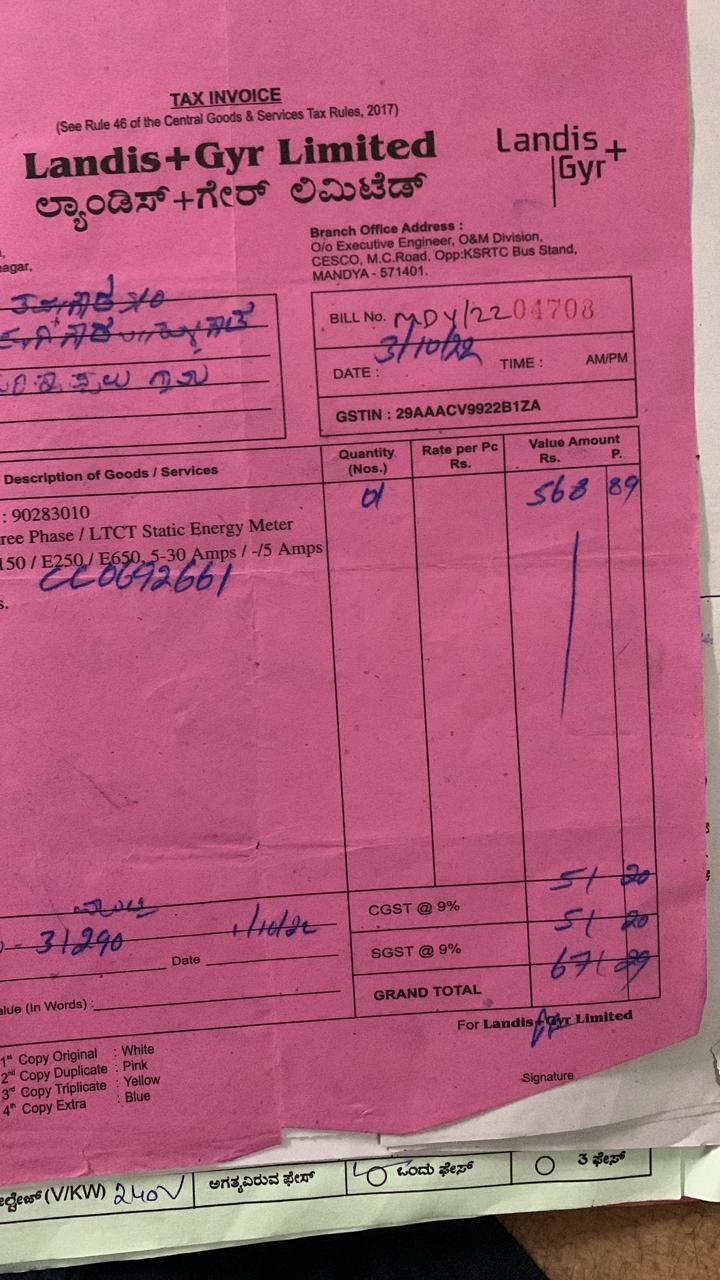 TAX INVOICE
(See Rule 46 of the Central Goods & Services Tax Rules, 2017)
Landis+Gyr Limited
ಲ್ಯಾಂಡಿಸ್+ಗೇರ್ ಲಿಮಿಟೆಡ್
Landis
Gyr+
agar,
Branch Office Address :
O/o Executive Engineer, O&M Division,
CESCO, M.C.Road, Opp:KSRTC Bus Stand,
MANDYA - 571401.
BILL No. MDY/22 04708
DATE : 3/10/22 TIME : AM/PM
GSTIN : 29AAACV9922B1ZA
Description of Goods / Services Quantity (Nos.) Rate per Pc Rs. Value Amount Rs. P.
: 90283010 01 568 89
ree Phase / LTCT Static Energy Meter
150 / E250 / E650, 5-30 Amps / -/5 Amps
CC0692661
s.
CGST @ 9% 51 20
31290 Date
SGST @ 9% 51 20
GRAND TOTAL 671 29
alue (In Words) :
For Landis+Gyr Limited
1st Copy Original : White
2nd Copy Duplicate : Pink
3rd Copy Triplicate : Yellow
4th Copy Extra : Blue
Signature
(V/KW) 240V ಅಗತ್ಯವಿರುವ ಫೇಸ್ ಒಂದು ಫೇಸ್ 3 ಫೇಸ್